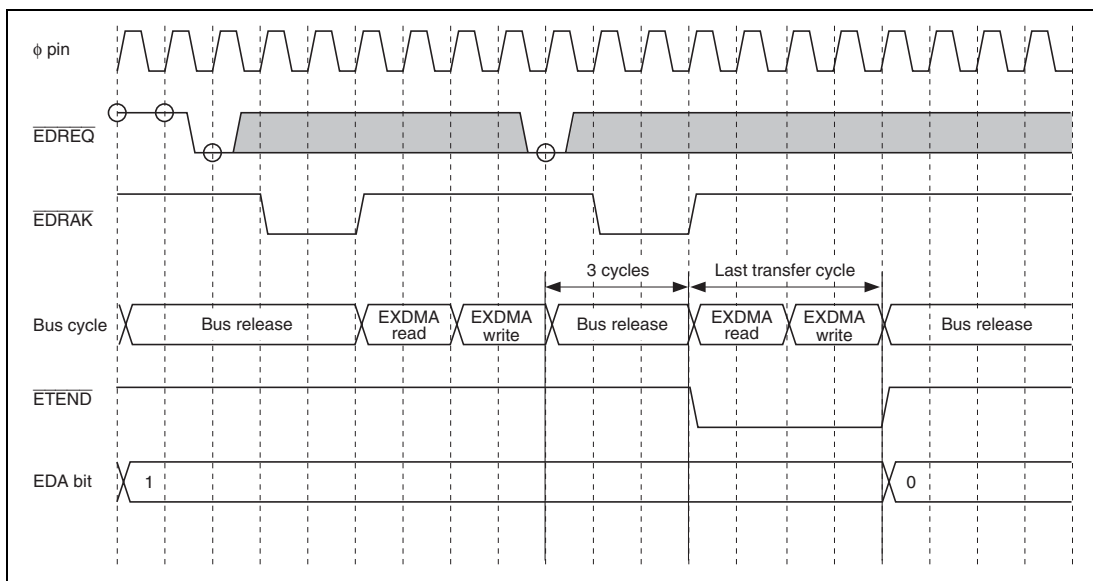 ϕ pin
EDREQ
EDRAK
3 cycles
Last transfer cycle
Bus cycle
Bus release
EXDMA
read
EXDMA
write
Bus release
EXDMA
read
EXDMA
write
Bus release
ETEND
EDA bit
1
0